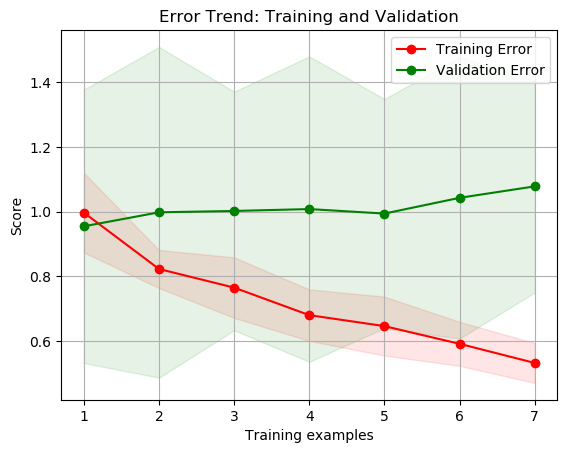 Error Trend: Training and Validation
Training Error
Validation Error
Score
1.4
1.2
1.0
0.8
0.6
1 2 3 4 5 6 7
Training examples